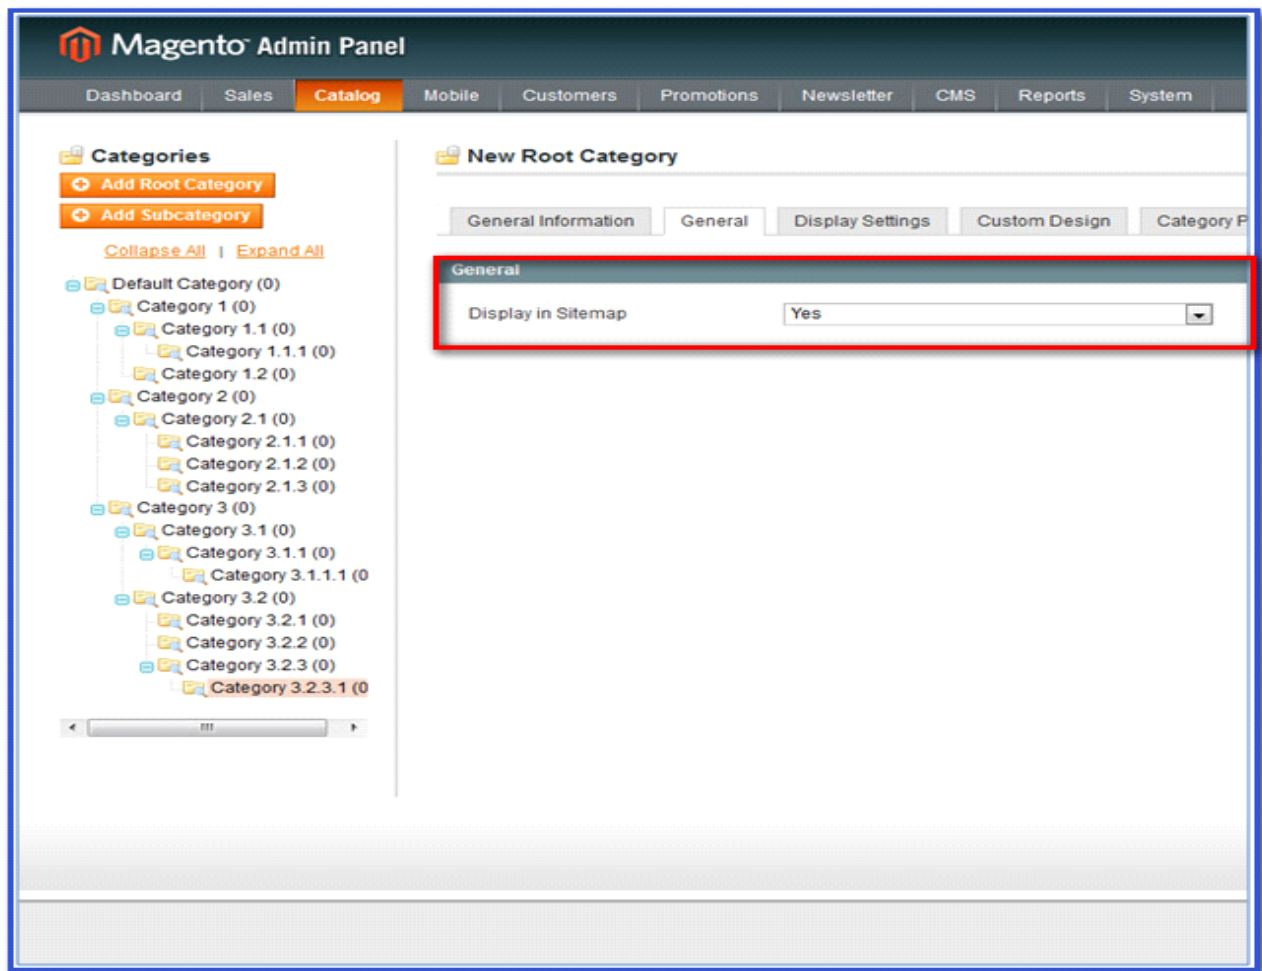 Magento Admin Panel
Dashboard Sales Catalog Mobile Customers Promotions Newsletter CMS Reports System
Categories
Add Root Category
Add Subcategory
Collapse All | Expand All
Default Category (0)
Category 1 (0)
Category 1.1 (0)
Category 1.1.1 (0)
Category 1.2 (0)
Category 2 (0)
Category 2.1 (0)
Category 2.1.1 (0)
Category 2.1.2 (0)
Category 2.1.3 (0)
Category 3 (0)
Category 3.1 (0)
Category 3.1.1 (0)
Category 3.1.1.1 (0
Category 3.2 (0)
Category 3.2.1 (0)
Category 3.2.2 (0)
Category 3.2.3 (0)
Category 3.2.3.1 (0
New Root Category
General Information General Display Settings Custom Design Category P
General
Display in Sitemap Yes